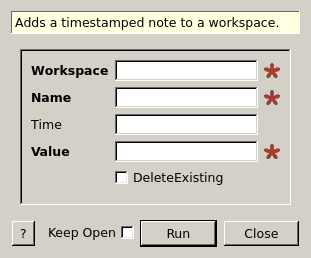 Adds a timestamped note to a workspace.
Workspace
Name
Time
Value
DeleteExisting
? Keep Open Run Close